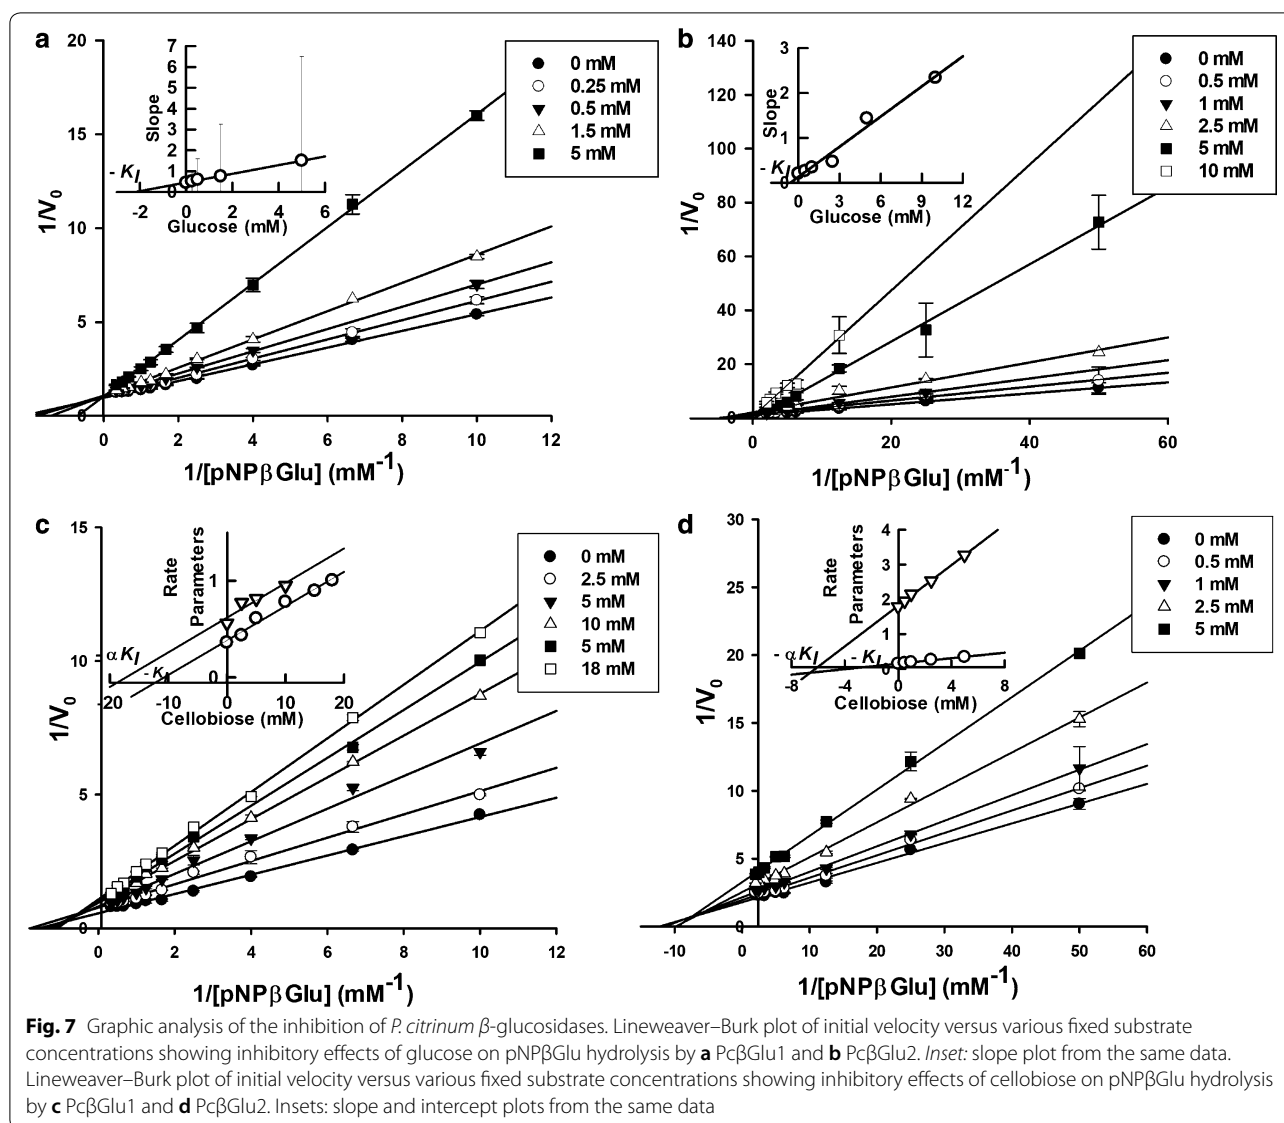 a
20
15
10
5
0
1/V0
0 2 4 6 8 10 12
1/[pNPβGlu] (mM-1)
7
6
5
4
3
2
1
0
Slope
- KI
-2 0 2 4 6
Glucose (mM)
0 mM
0.25 mM
0.5 mM
1.5 mM
5 mM
b
140
120
100
80
60
40
20
0
1/V0
0 20 40 60
1/[pNPβGlu] (mM-1)
3
2
1
Slope
- KI
0 3 6 9 12
Glucose (mM)
0 mM
0.5 mM
1 mM
2.5 mM
5 mM
10 mM
c
15
10
5
0
1/V0
0 2 4 6 8 10 12
1/[pNPβGlu] (mM-1)
Rate
Parameters
1
0
αKI
-KI
-20 -10 0 10 20
Cellobiose (mM)
0 mM
2.5 mM
5 mM
10 mM
5 mM
18 mM
d
30
25
20
15
10
5
0
1/V0
-10 0 10 20 30 40 50 60
1/[pNPβGlu] (mM-1)
Rate
Parameters
4
3
2
1
0
- αKI
- KI
-8 -4 0 4 8
Cellobiose (mM)
0 mM
0.5 mM
1 mM
2.5 mM
5 mM
Fig. 7 Graphic analysis of the inhibition of P. citrinum β-glucosidases. Lineweaver–Burk plot of initial velocity versus various fixed substrate
concentrations showing inhibitory effects of glucose on pNPβGlu hydrolysis by a PcβGlu1 and b PcβGlu2. Inset: slope plot from the same data.
Lineweaver–Burk plot of initial velocity versus various fixed substrate concentrations showing inhibitory effects of cellobiose on pNPβGlu hydrolysis
by c PcβGlu1 and d PcβGlu2. Insets: slope and intercept plots from the same data